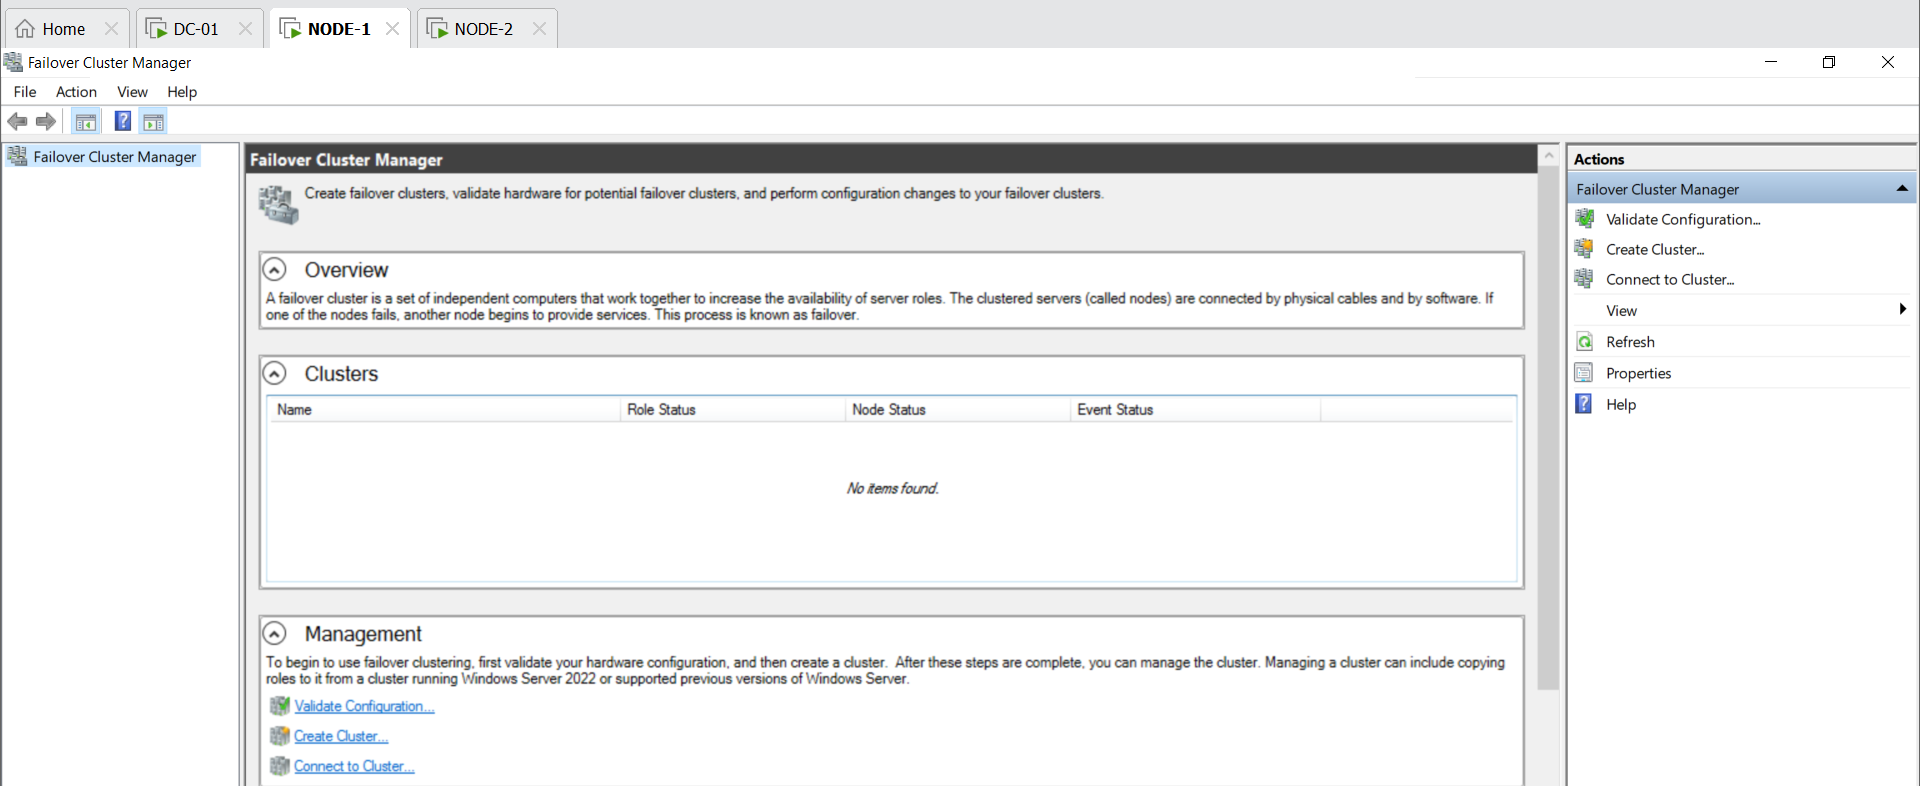 Home
DC-01
NODE-1
NODE-2
Failover Cluster Manager
File Action View Help
Failover Cluster Manager
Failover Cluster Manager
Create failover clusters, validate hardware for potential failover clusters, and perform configuration changes to your failover clusters.
Overview
A failover cluster is a set of independent computers that work together to increase the availability of server roles. The clustered servers (called nodes) are connected by physical cables and by software. If
one of the nodes fails, another node begins to provide services. This process is known as failover.
Clusters
Name Role Status Node Status Event Status
No items found.
Management
To begin to use failover clustering, first validate your hardware configuration, and then create a cluster. After these steps are complete, you can manage the cluster. Managing a cluster can include copying
roles to it from a cluster running Windows Server 2022 or supported previous versions of Windows Server.
Validate Configuration...
Create Cluster...
Connect to Cluster...
Actions
Failover Cluster Manager
Validate Configuration...
Create Cluster...
Connect to Cluster...
View
Refresh
Properties
Help